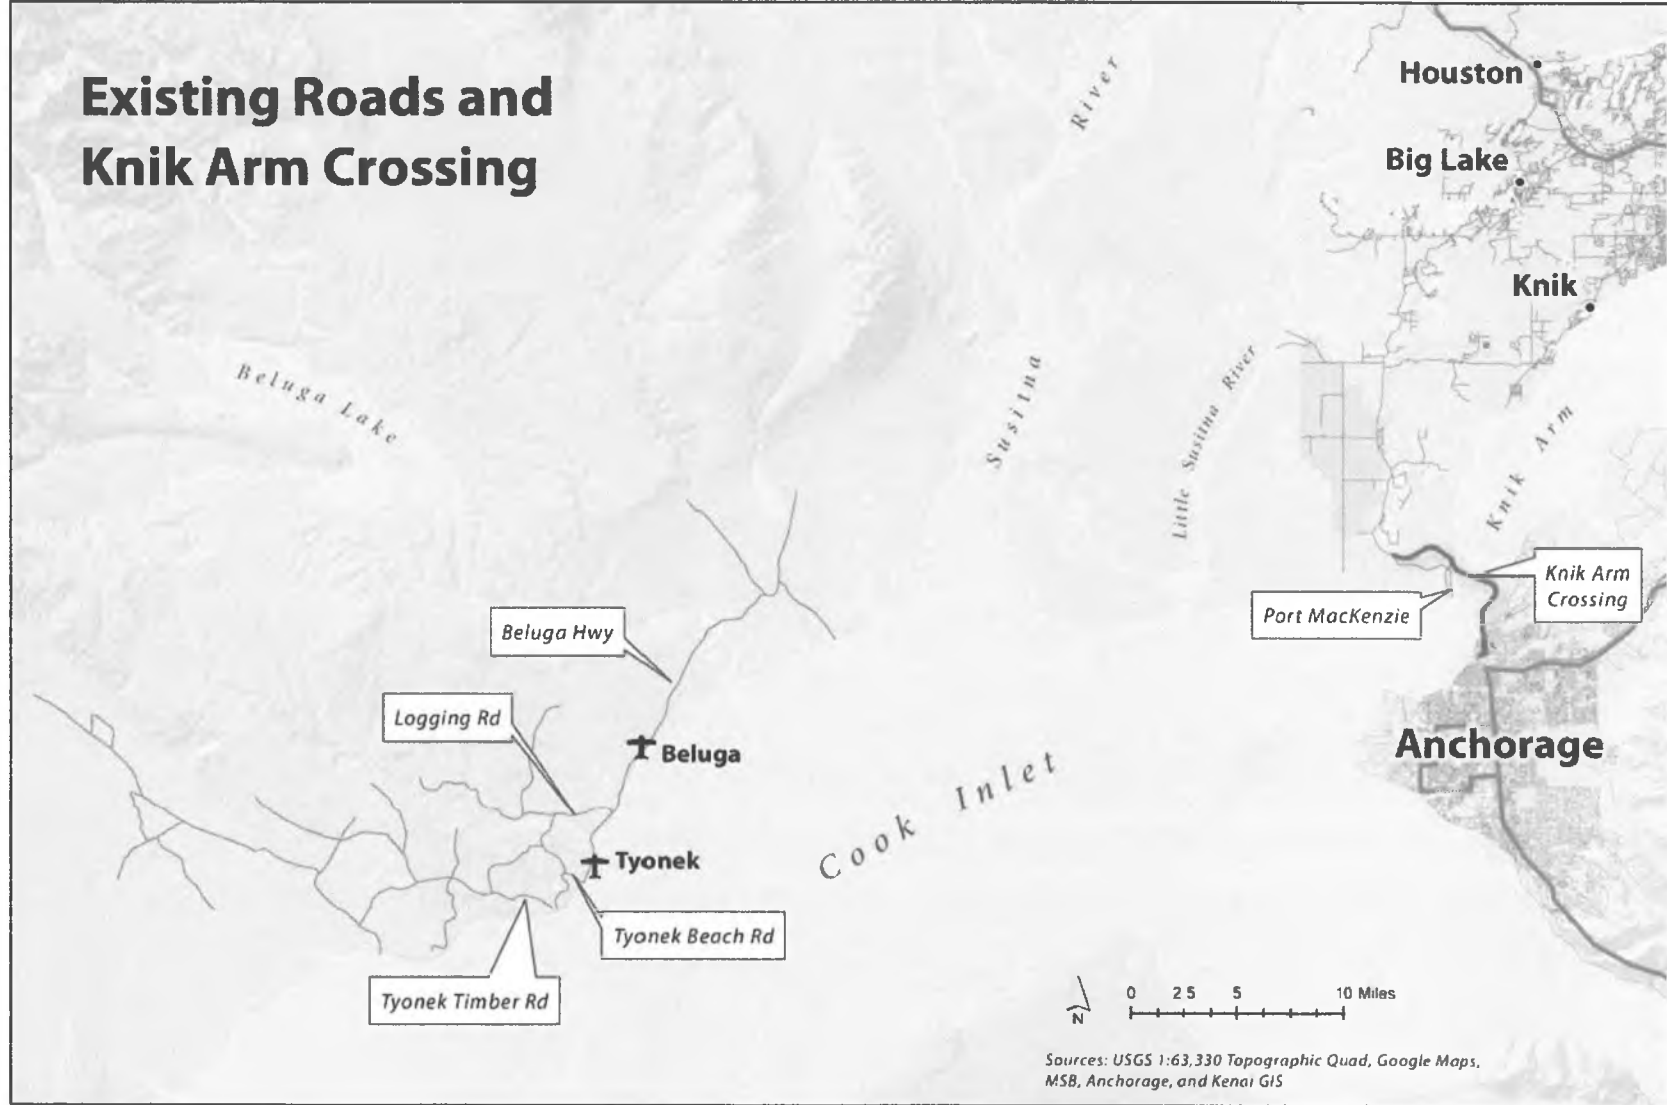 Existing Roads and
Knik Arm Crossing
River
Houston
Big Lake
Knik
Beluga Lake
Susitna
Little Susitna River
Knik Arm
Knik Arm
Crossing
Port MacKenzie
Beluga Hwy
Logging Rd
Beluga
Anchorage
Cook Inlet
Tyonek
Tyonek Beach Rd
Tyonek Timber Rd
N
0 2 5 5 10 Miles
Sources: USGS 1:63,330 Topographic Quad, Google Maps,
MSB, Anchorage, and Kenai GIS